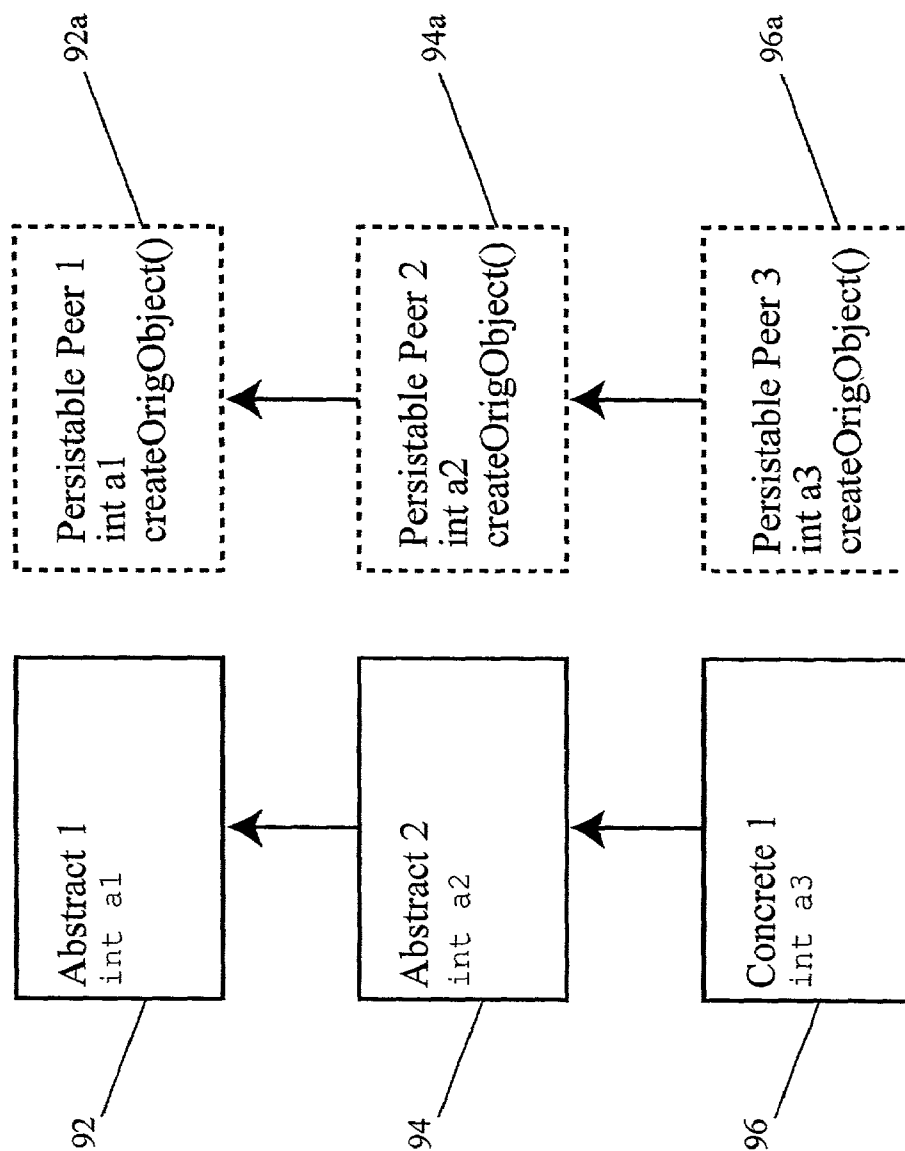 92
Abstract 1
int a1
Persistable Peer 1
int a1
createOrigObject()
92a
94
Abstract 2
int a2
Persistable Peer 2
int a2
createOrigObject()
94a
96
Concrete 1
int a3
Persistable Peer 3
int a3
createOrigObject()
96a